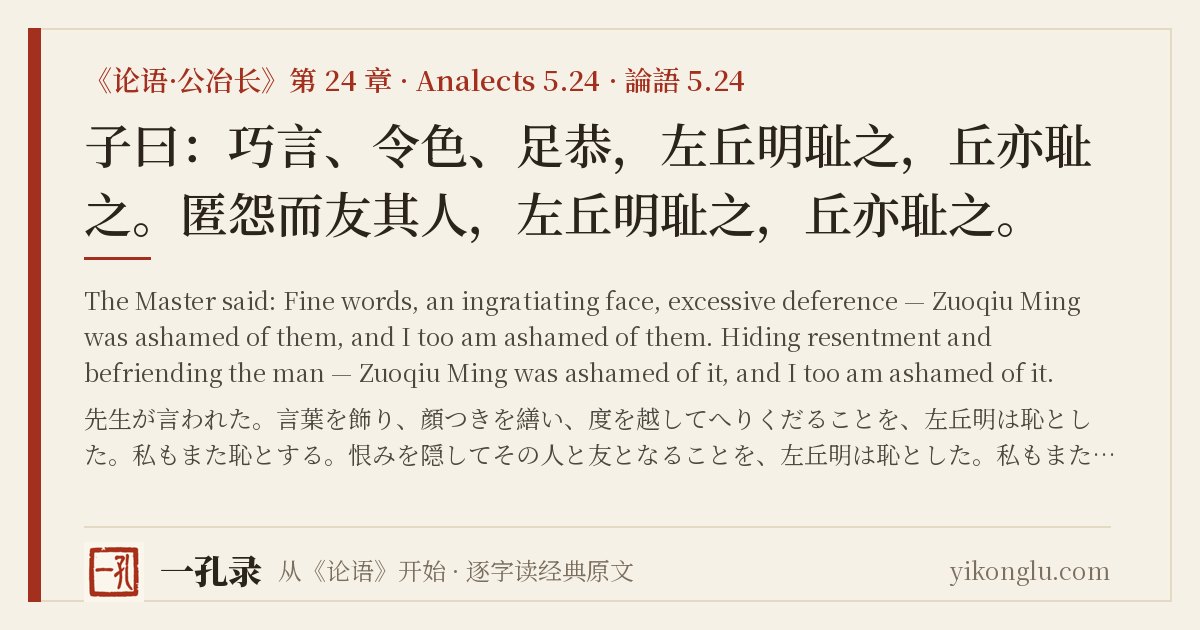 《论语·公冶长》第 24 章 · Analects 5.24 · 論語 5.24
子曰：巧言、令色、足恭，左丘明耻之，丘亦耻
之。匿怨而友其人，左丘明耻之，丘亦耻之。
The Master said: Fine words, an ingratiating face, excessive deference — Zuoqiu Ming
was ashamed of them, and I too am ashamed of them. Hiding resentment and
befriending the man — Zuoqiu Ming was ashamed of it, and I too am ashamed of it.
先生が言われた。言葉を飾り、顔つきを繕い、度を越してへりくだることを、左丘明は恥とし
た。私もまた恥とする。恨みを隠してその人と友となることを、左丘明は恥とした。私もまた…
一孔
一孔录 从《论语》开始 · 逐字读经典原文 yikonglu.com